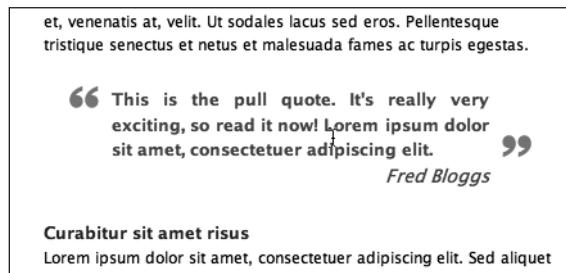 et, venenatis at, velit. Ut sodales lacus sed eros. Pellentesque
tristique senectus et netus et malesuada fames ac turpis egestas.
“ This is the pull quote. It's really very
exciting, so read it now! Lorem ipsum dolor
sit amet, consectetuer adipiscing elit. ”
Fred Bloggs
Curabitur sit amet risus
Lorem ipsum dolor sit amet, consectetuer adipiscing elit. Sed aliquet